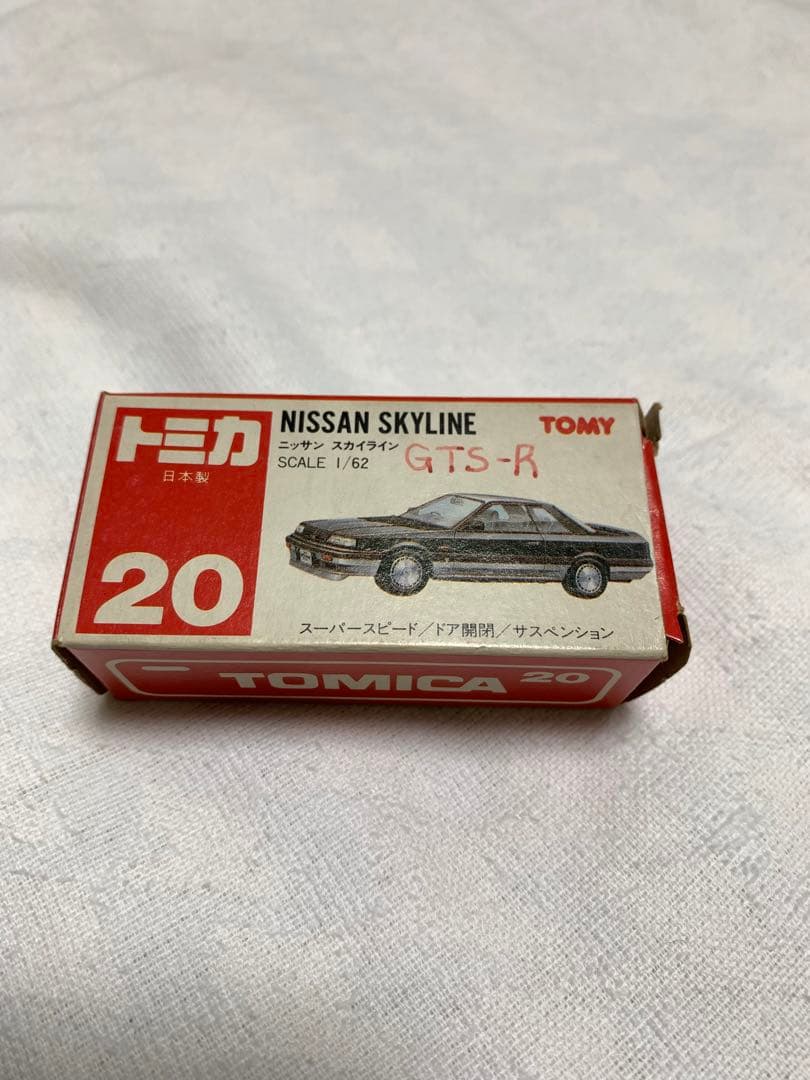 トミカ
日本製
20
NISSAN SKYLINE
ニッサン スカイライン
SCALE 1/62
GTS-R
TOMY
スーパースピード/ドア開閉/サスペンション
TOMICA 20